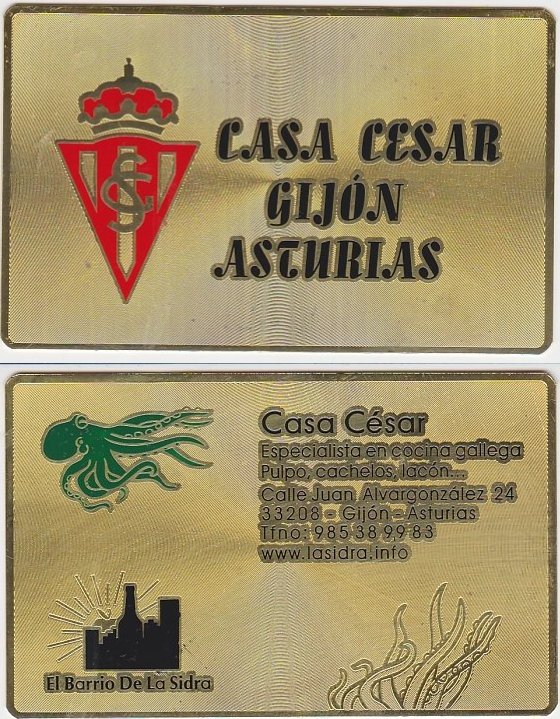 CASA CESAR
GIJÓN
ASTURIAS
Casa César
Especialista en cocina gallega
Pulpo, cachelos, lacón...
Calle Juan Alvargonzález 24
33208 - Gijón - Asturias
Tfno: 985 38 99 83
www.lasidra.info
El Barrio De La Sidra